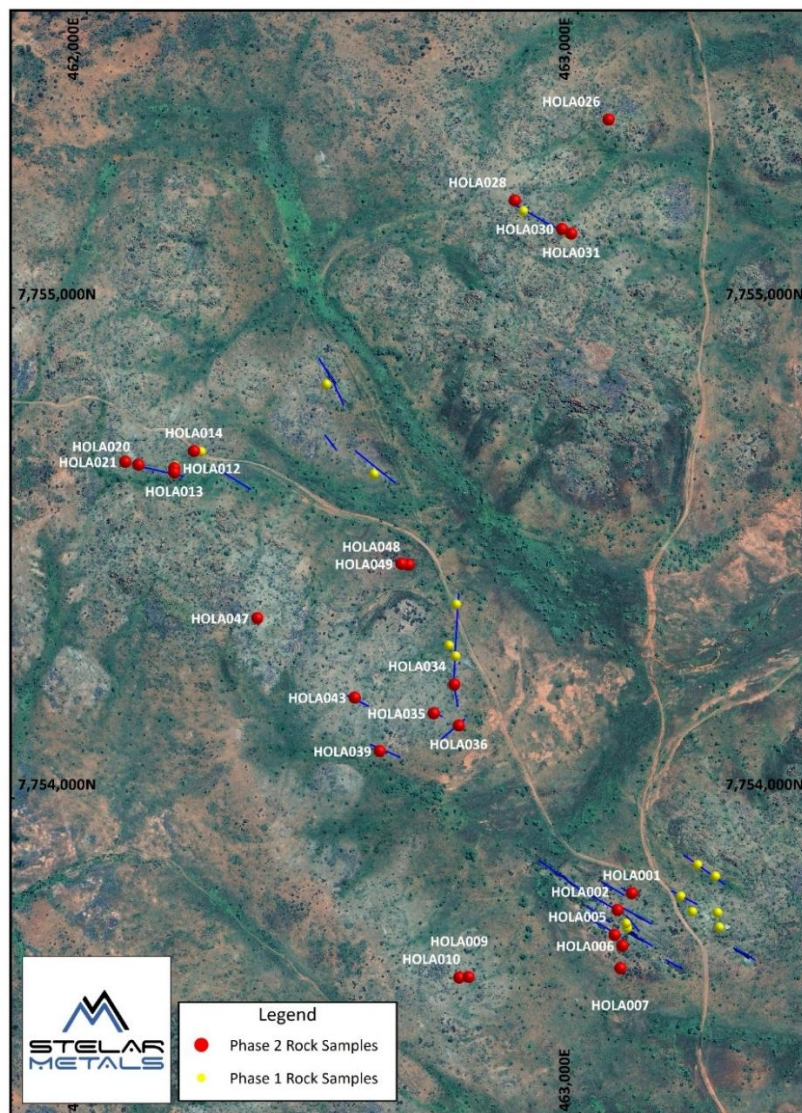 462,000E
463,000E
HOLA026
HOLA028
HOLA030
HOLA031
7,755,000N
7,755,000N
HOLA014
HOLA020
HOLA021
HOLA012
HOLA013
HOLA048
HOLA049
HOLA047
HOLA034
HOLA043
HOLA035
HOLA036
HOLA039
7,754,000N
7,754,000N
HOLA001
HOLA002
HOLA005
HOLA006
HOLA009
HOLA010
HOLA007
463,000E
STELAR
METALS
Legend
Phase 2 Rock Samples
Phase 1 Rock Samples